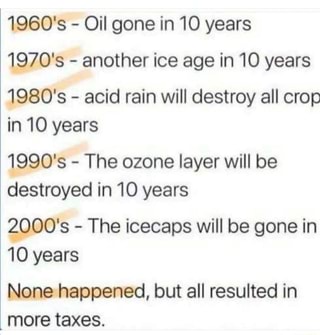 1960's - Oil gone in 10 years
1970's - another ice age in 10 years
1980's - acid rain will destroy all crop
in 10 years
1990's - The ozone layer will be
destroyed in 10 years
2000's - The icecaps will be gone in
10 years
None happened, but all resulted in
more taxes.